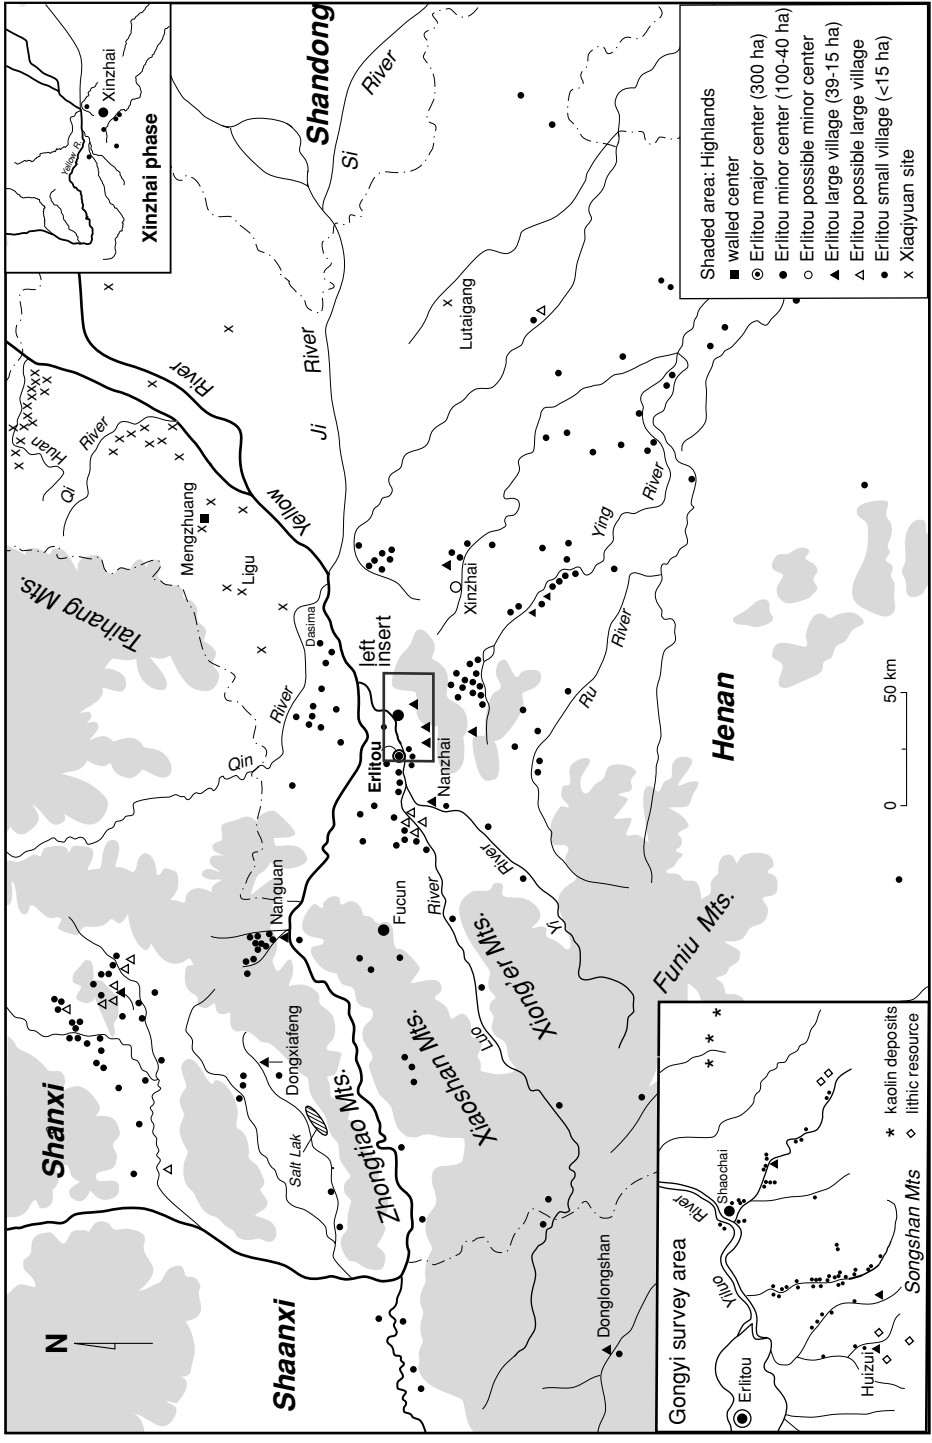 Xinzhai
Yellow R.
Xinzhai phase
Shandong
Si
River
Shaded area: Highlands
walled center
Erlitou major center (300 ha)
Erlitou minor center (100-40 ha)
Erlitou possible minor center
Erlitou large village (39-15 ha)
Erlitou possible large village
Erlitou small village (<15 ha)
x Xiaqiyuan site
Lutaigang
Ji
River
Yellow
River
Huan
Qi
River
Mengzhuang
Ligu
Taihang Mts.
Dasima
Qin
River
left
insert
Erlitou
Nanzhai
Xinzhai
Ying
River
Ru
River
Henan
0
50 km
Nanguan
Fucun
Luo
River
Yi
River
Xiong'er Mts.
Funiu Mts.
Xiaoshan Mts.
Zhongtiao Mts.
Dongxiafeng
Salt Lak
Shanxi
Shaanxi
N
Donglongshan
Gongyi survey area
Erlitou
Yiluo
River
Shaochai
Huizui
Songshan Mts
* kaolin deposits
lithic resource